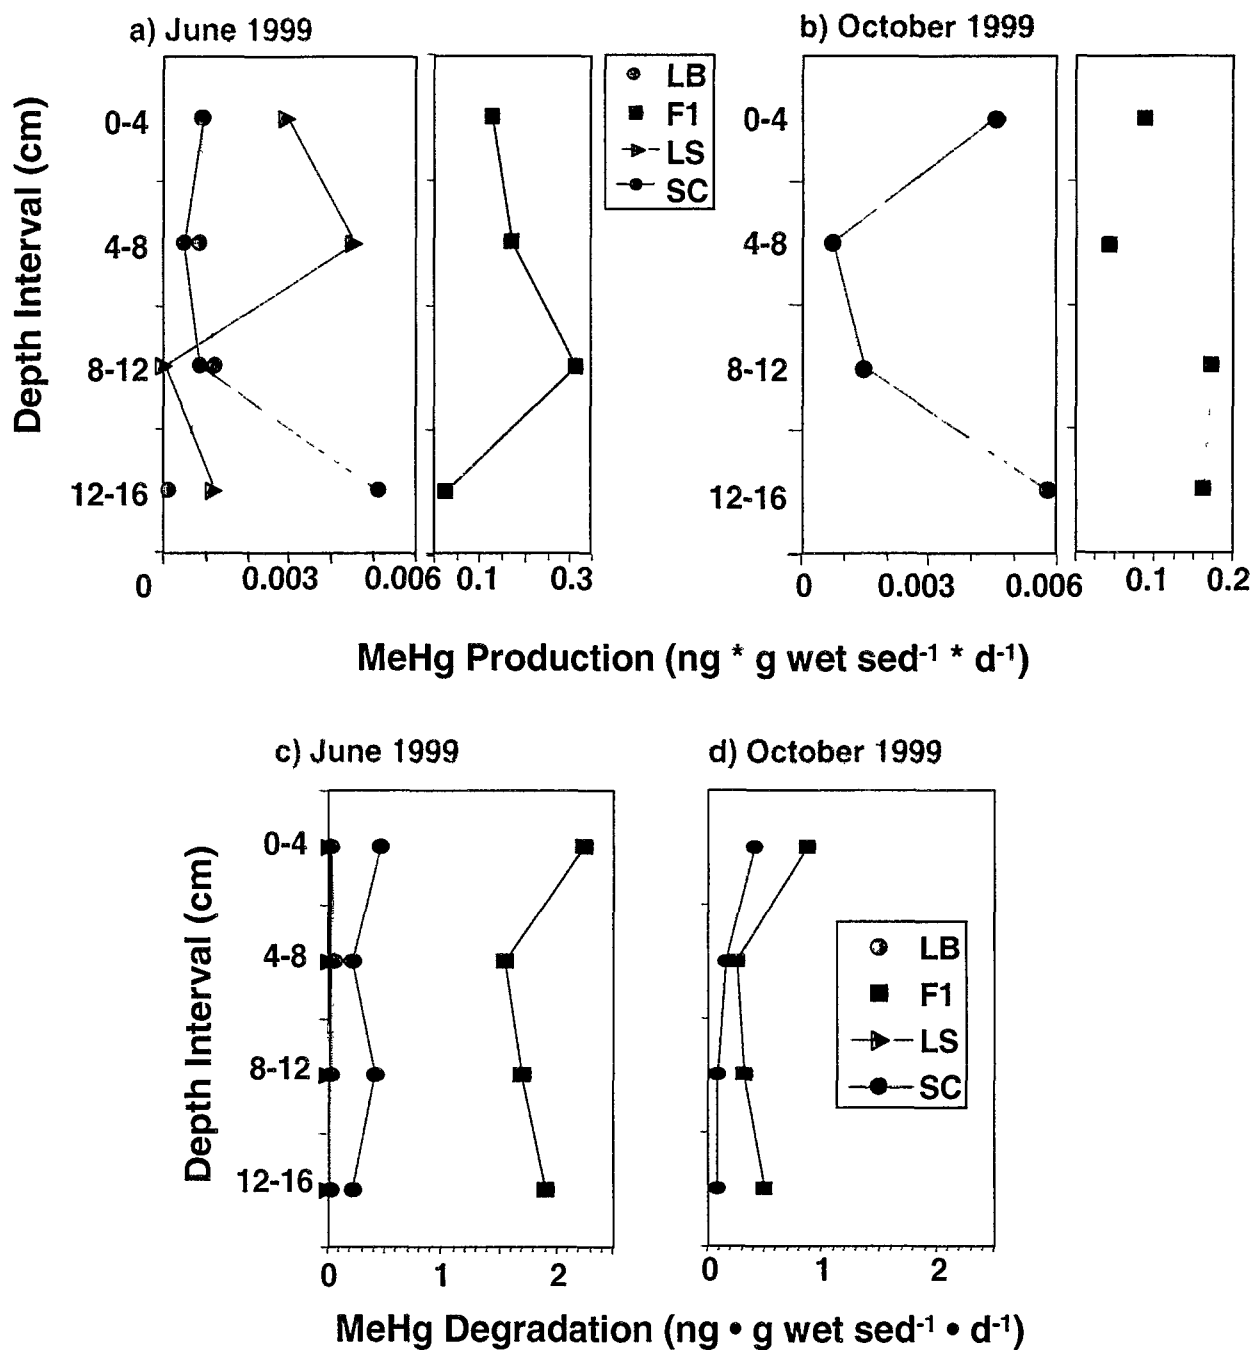 a) June 1999
b) October 1999
LB
F1
LS
SC
Depth Interval (cm)
0-4
4-8
8-12
12-16
0-4
4-8
8-12
12-16
0 0.003 0.006 0.1 0.3
0 0.003 0.006 0.1 0.2
MeHg Production (ng * g wet sed-1 * d-1)
c) June 1999
d) October 1999
Depth Interval (cm)
0-4
4-8
8-12
12-16
LB
F1
LS
SC
0 1 2
0 1 2
MeHg Degradation (ng • g wet sed-1 • d-1)